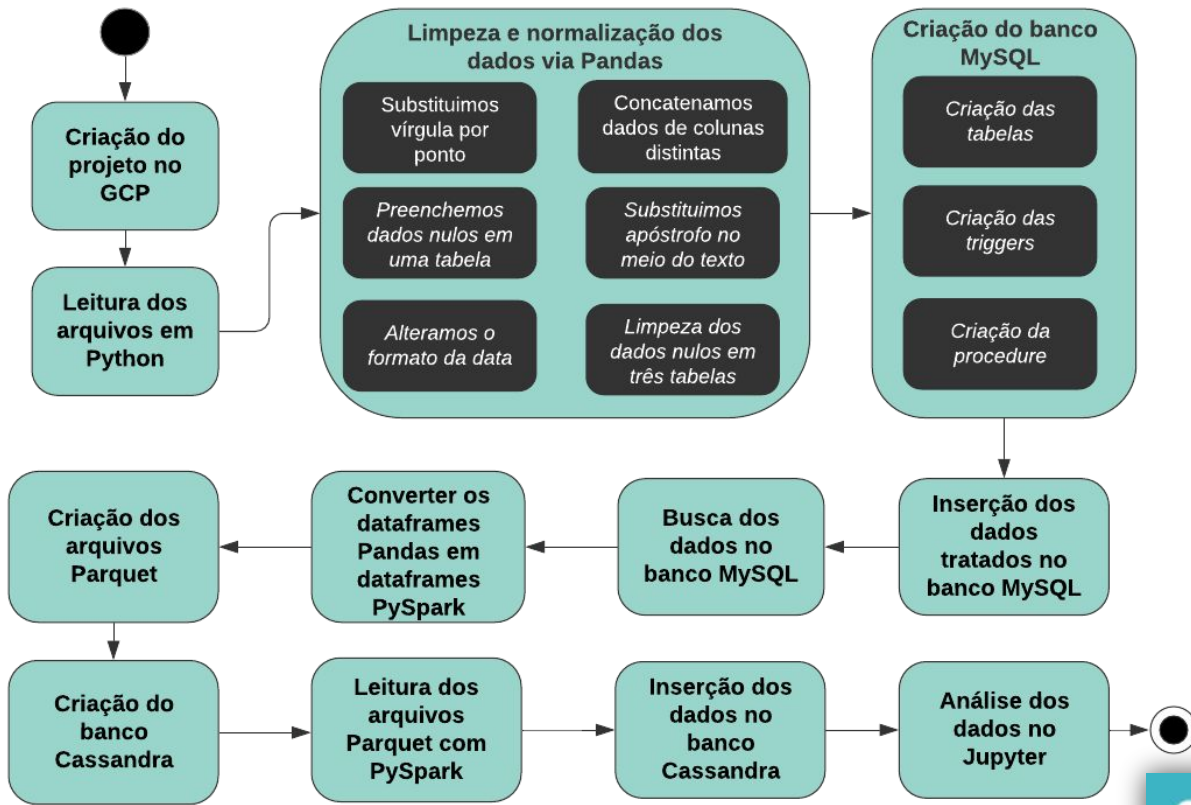 Criação do
projeto no
GCP
Leitura dos
arquivos em
Python
Limpeza e normalização dos
dados via Pandas
Substituimos
vírgula por
ponto
Concatenamos
dados de colunas
distintas
Preenchemos
dados nulos em
uma tabela
Substituimos
apóstrofo no
meio do texto
Alteramos o
formato da data
Limpeza dos
dados nulos em
três tabelas
Criação do banco
MySQL
Criação das
tabelas
Criação das
triggers
Criação da
procedure
Inserção dos
dados
tratados no
banco MySQL
Busca dos
dados no
banco MySQL
Converter os
dataframes
Pandas em
dataframes
PySpark
Criação dos
arquivos
Parquet
Criação do
banco
Cassandra
Leitura dos
arquivos
Parquet com
PySpark
Inserção dos
dados no
banco
Cassandra
Análise dos
dados no
Jupyter